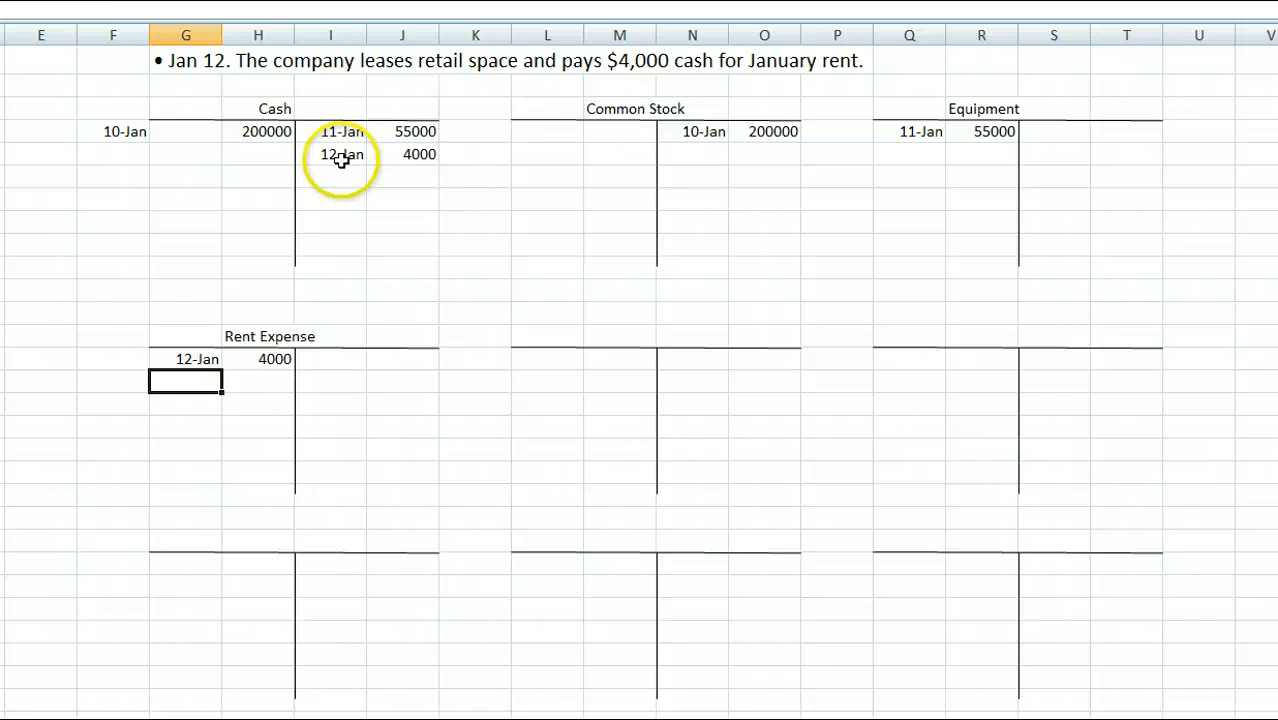 E F G H I J K L M N O P Q R S T U V
• Jan 12. The company leases retail space and pays $4,000 cash for January rent.
Cash Common Stock Equipment
10-Jan 200000 11-Jan 55000 10-Jan 200000 11-Jan 55000
12-Jan 4000
Rent Expense
12-Jan 4000